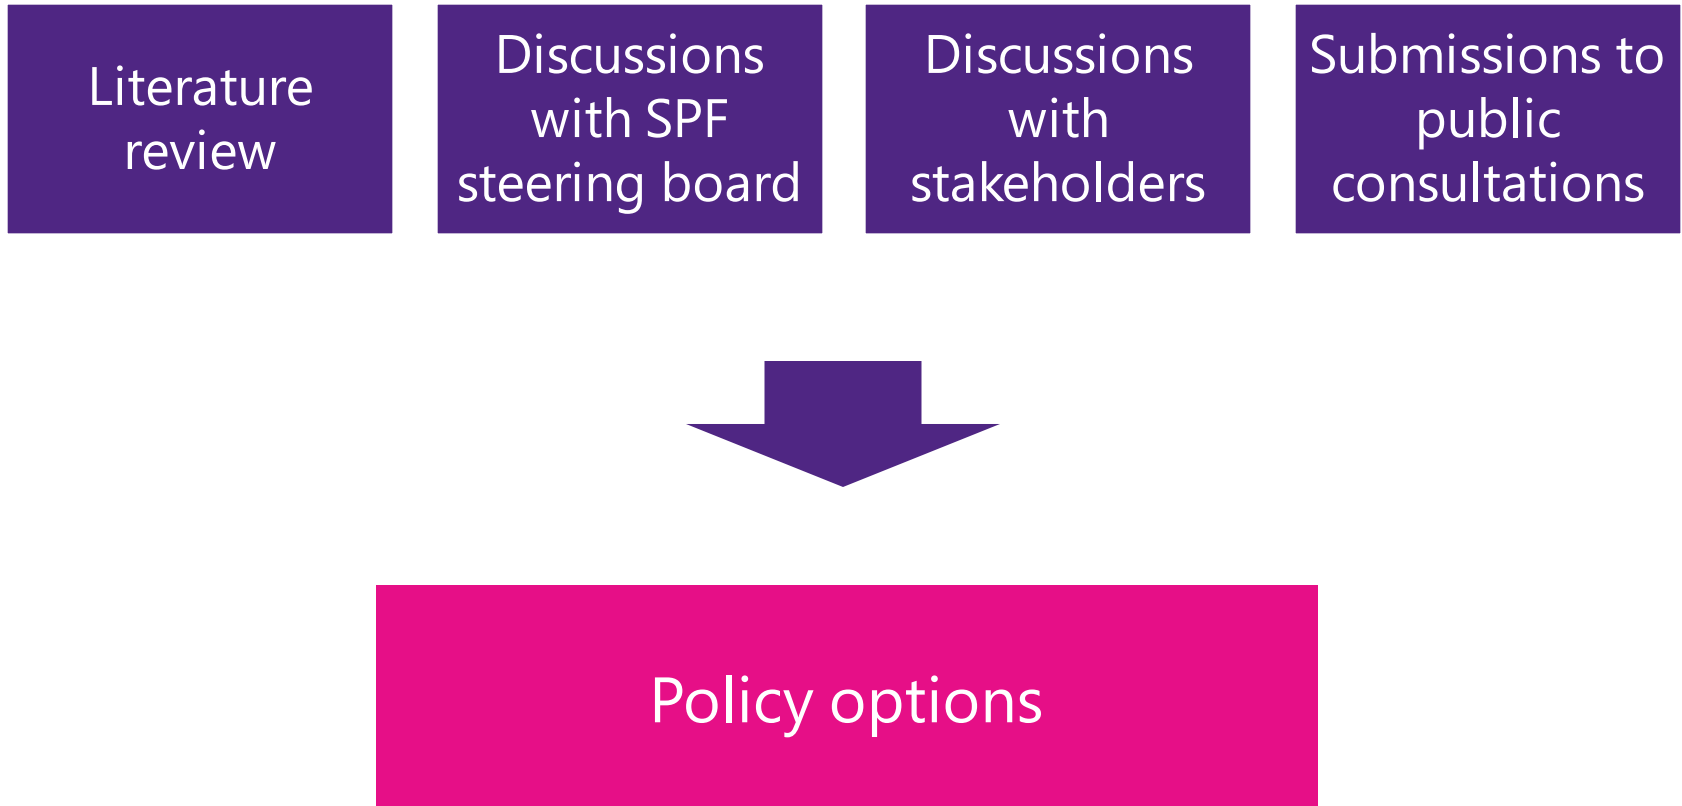 Literature
review
Discussions
with SPF
steering board
Discussions
with
stakeholders
Submissions to
public
consultations
Policy options